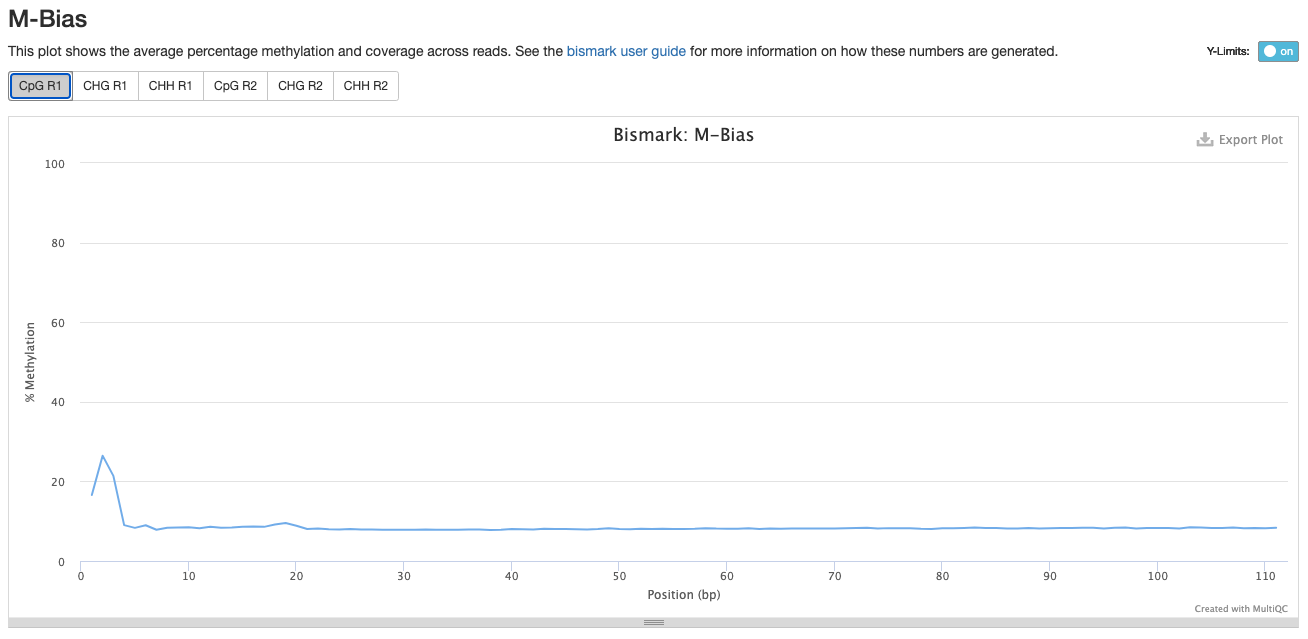 M-Bias
This plot shows the average percentage methylation and coverage across reads. See the bismark user guide for more information on how these numbers are generated.
Y-Limits: on
CpG R1 CHG R1 CHH R1 CpG R2 CHG R2 CHH R2
Bismark: M-Bias
Export Plot
100
80
60
40
20
0
% Methylation
0 10 20 30 40 50 60 70 80 90 100 110
Position (bp)
Created with MultiQC